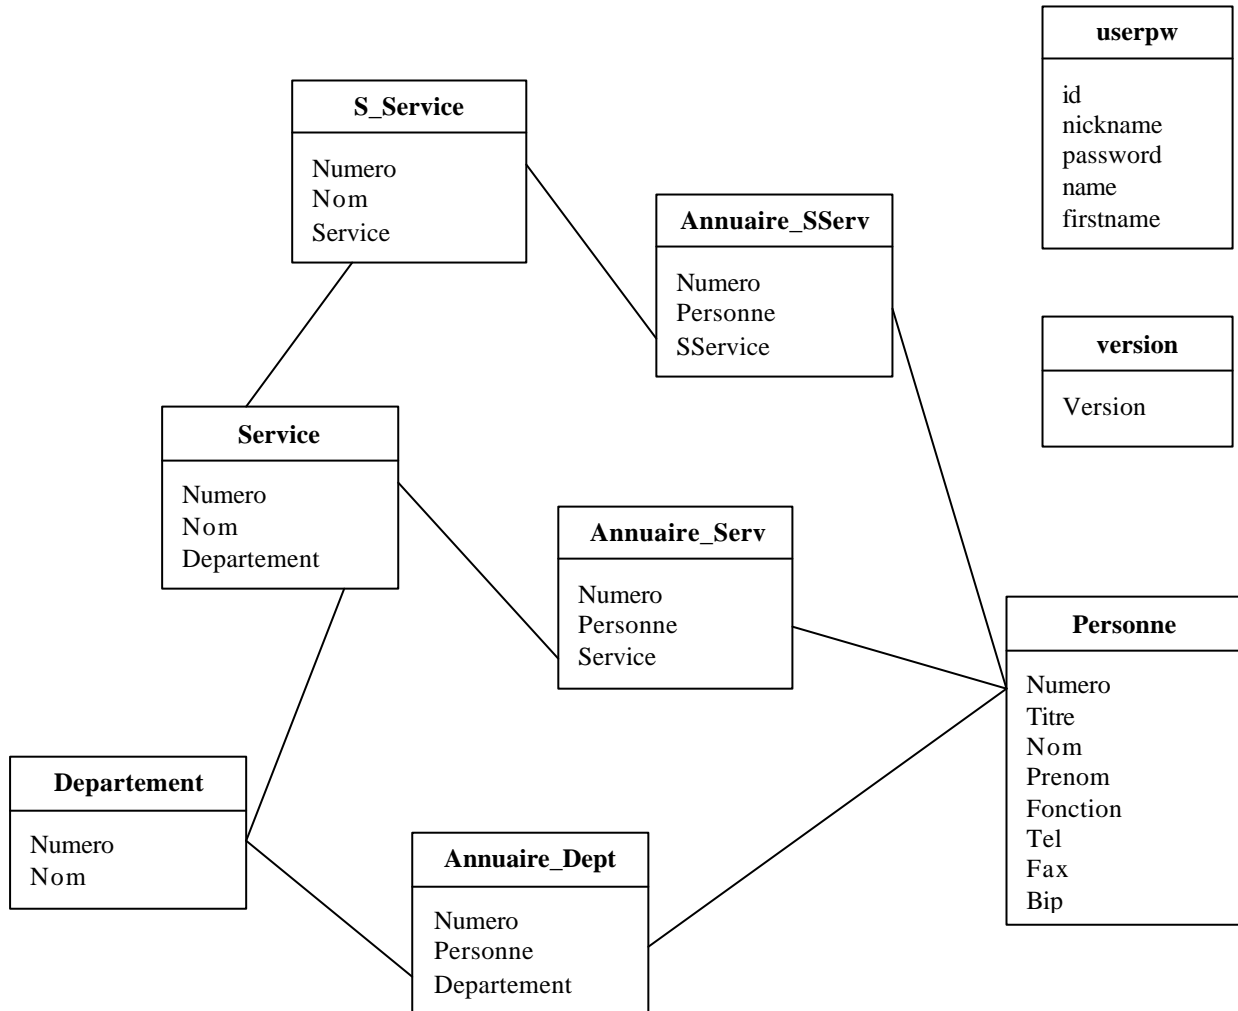 userpw
id
nickname
password
name
firstname
S_Service
Numero
Nom
Service
Annuaire_SServ
Numero
Personne
SService
version
Version
Service
Numero
Nom
Departement
Annuaire_Serv
Numero
Personne
Service
Personne
Numero
Titre
Nom
Prenom
Fonction
Tel
Fax
Bip
Departement
Numero
Nom
Annuaire_Dept
Numero
Personne
Departement